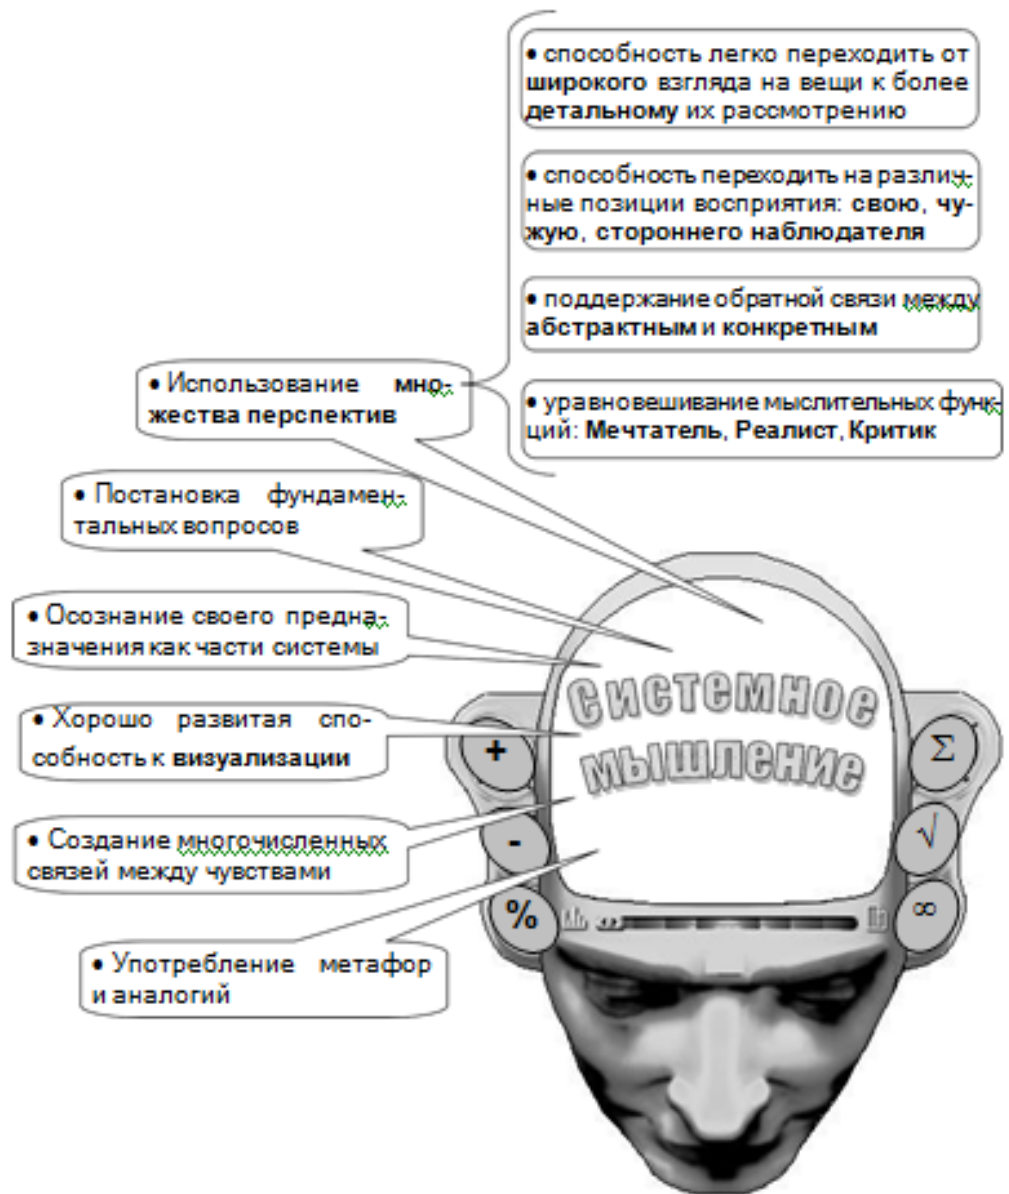 • способность легко переходить от
широкого взгляда на вещи к более
детальному их рассмотрению
• способность переходить на различ-
ные позиции восприятия: свою, чу-
жую, стороннего наблюдателя
• поддержание обратной связи между
абстрактным и конкретным
• уравновешивание мыслительных функ-
ций: Мечтатель, Реалист, Критик
• Использование мно-
жества перспектив
• Постановка фундамен-
тальных вопросов
• Осознание своего предна-
значения как части системы
• Хорошо развитая спо-
собность к визуализации
• Создание многочисленных
связей между чувствами
• Употребление метафор
и аналогий
Системное
мышление
+
-
%
Σ
√
∞